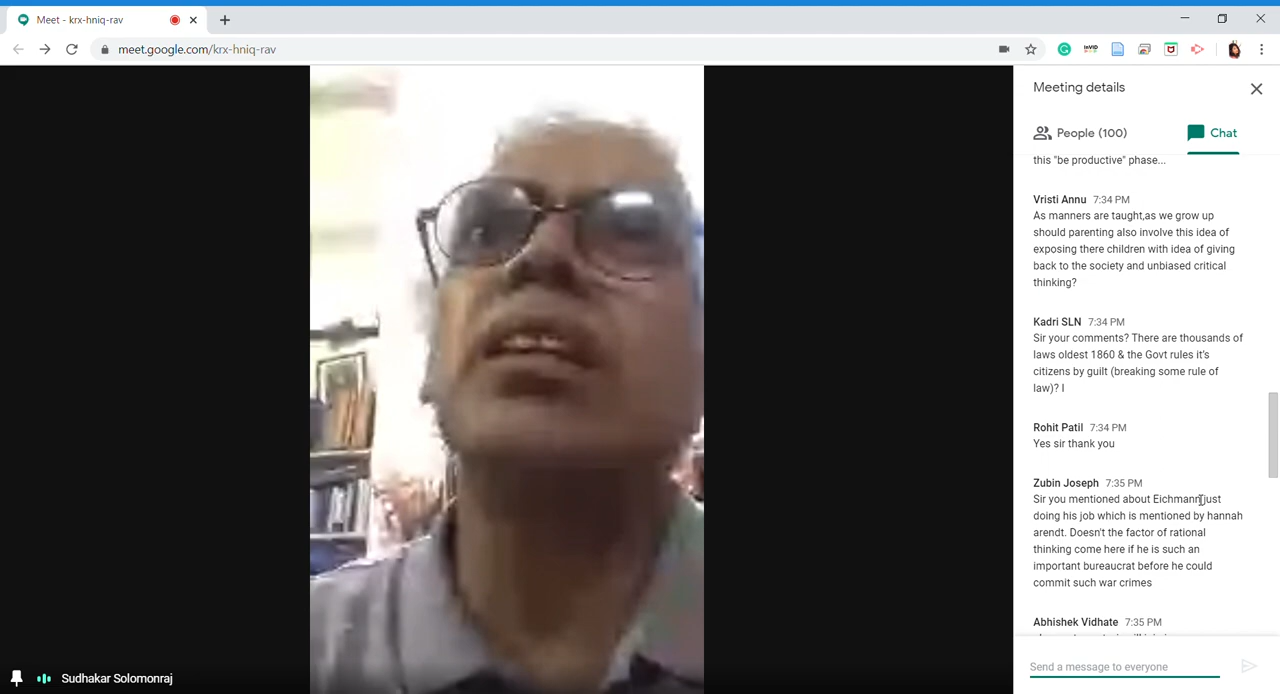 Meet - krx-hniq-rav
meet.google.com/krx-hniq-rav
InVID
Meeting details
People (100)
Chat
this "be productive" phase...
Vristi Annu 7:34 PM
As manners are taught,as we grow up
should parenting also involve this idea of
exposing there children with idea of giving
back to the society and unbiased critical
thinking?
Kadri SLN 7:34 PM
Sir your comments? There are thousands of
laws oldest 1860 & the Govt rules it's
citizens by guilt (breaking some rule of
law)? I
Rohit Patil 7:34 PM
Yes sir thank you
Zubin Joseph 7:35 PM
Sir you mentioned about Eichmann just
doing his job which is mentioned by hannah
arendt. Doesn't the factor of rational
thinking come here if he is such an
important bureaucrat before he could
commit such war crimes
Abhishek Vidhate 7:35 PM
Send a message to everyone
Sudhakar Solomonraj